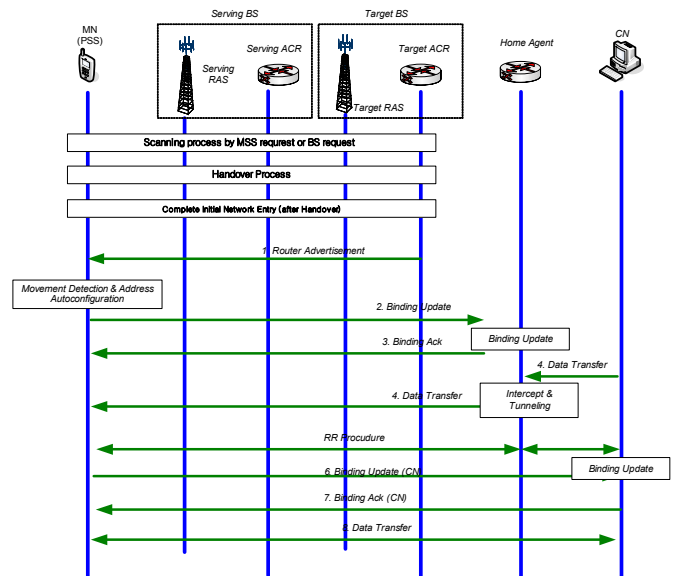 Serving BS
Target BS
MN
(PSS)
Serving ACR
Target ACR
Home Agent
CN
Serving
RAS
Target RAS
Scanning process by MSS requrest or BS request
Handover Process
Complete Initial Network Entry (after Handover)
1. Router Advertisement
Movement Detection & Address
Autoconfiguration
2. Binding Update
3. Binding Ack
Binding Update
4. Data Transfer
4. Data Transfer
Intercept &
Tunneling
RR Procudure
6. Binding Update (CN)
Binding Update
7. Binding Ack (CN)
8. Data Transfer